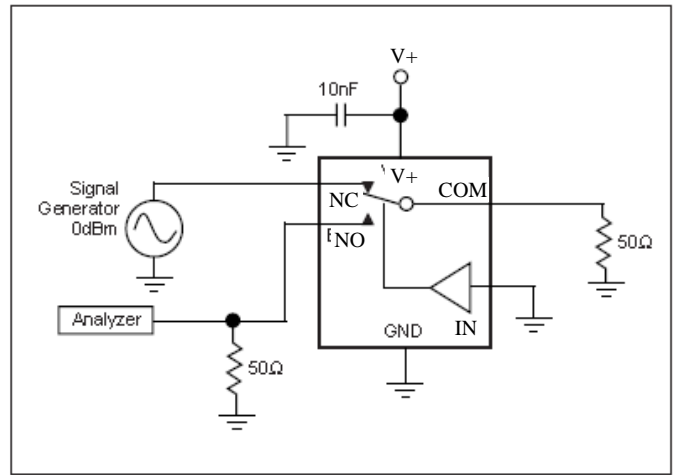 V+
10nF
V+
Signal
Generator
0dBm
NC
COM
NO
50Ω
Analyzer
IN
GND
50Ω